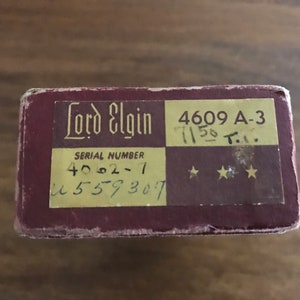 Lord Elgin
4609 A-3
7150 T.I.
SERIAL NUMBER
4062-1
U559307